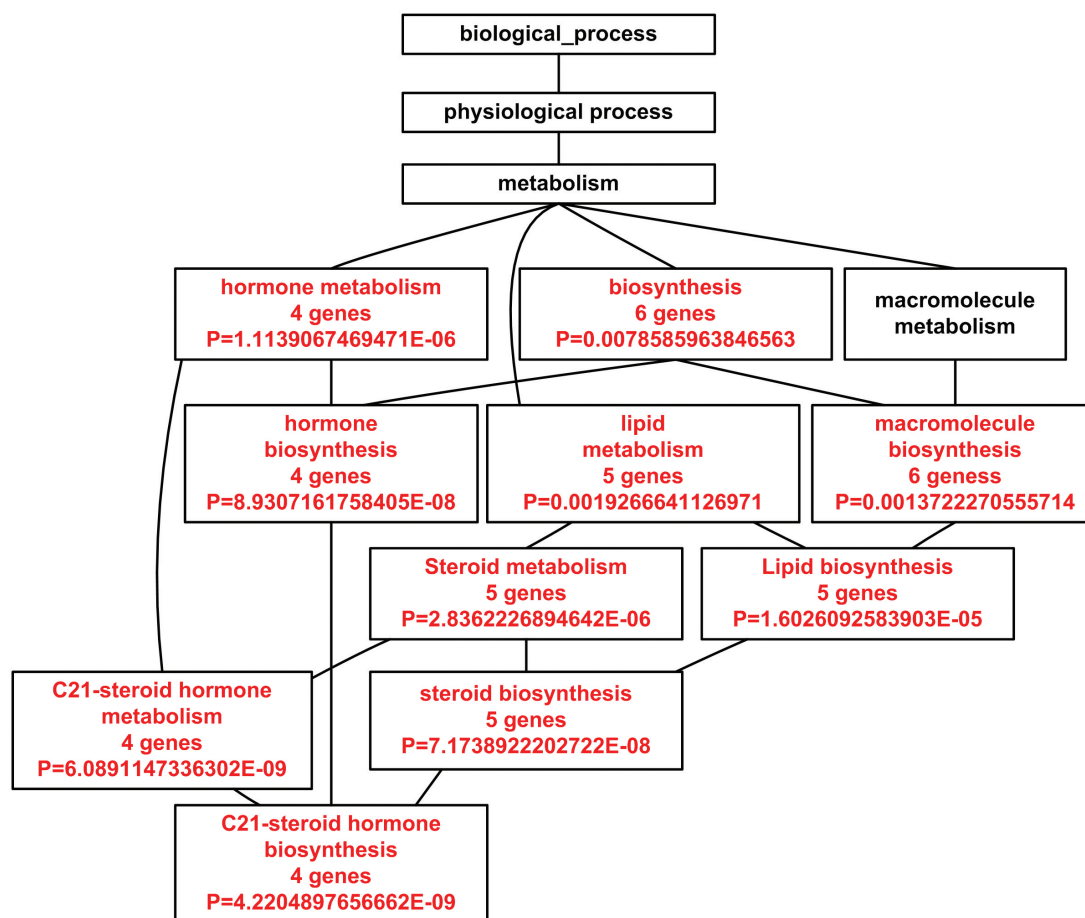 biological_process
physiological process
metabolism
hormone metabolism
4 genes
P=1.1139067469471E-06
biosynthesis
6 genes
P=0.0078585963846563
macromolecule
metabolism
hormone
biosynthesis
4 genes
P=8.9307161758405E-08
lipid
metabolism
5 genes
P=0.0019266641126971
macromolecule
biosynthesis
6 geness
P=0.0013722270555714
Steroid metabolism
5 genes
P=2.8362226894642E-06
Lipid biosynthesis
5 genes
P=1.6026092583903E-05
C21-steroid hormone
metabolism
4 genes
P=6.0891147336302E-09
steroid biosynthesis
5 genes
P=7.1738922202722E-08
C21-steroid hormone
biosynthesis
4 genes
P=4.2204897656662E-09